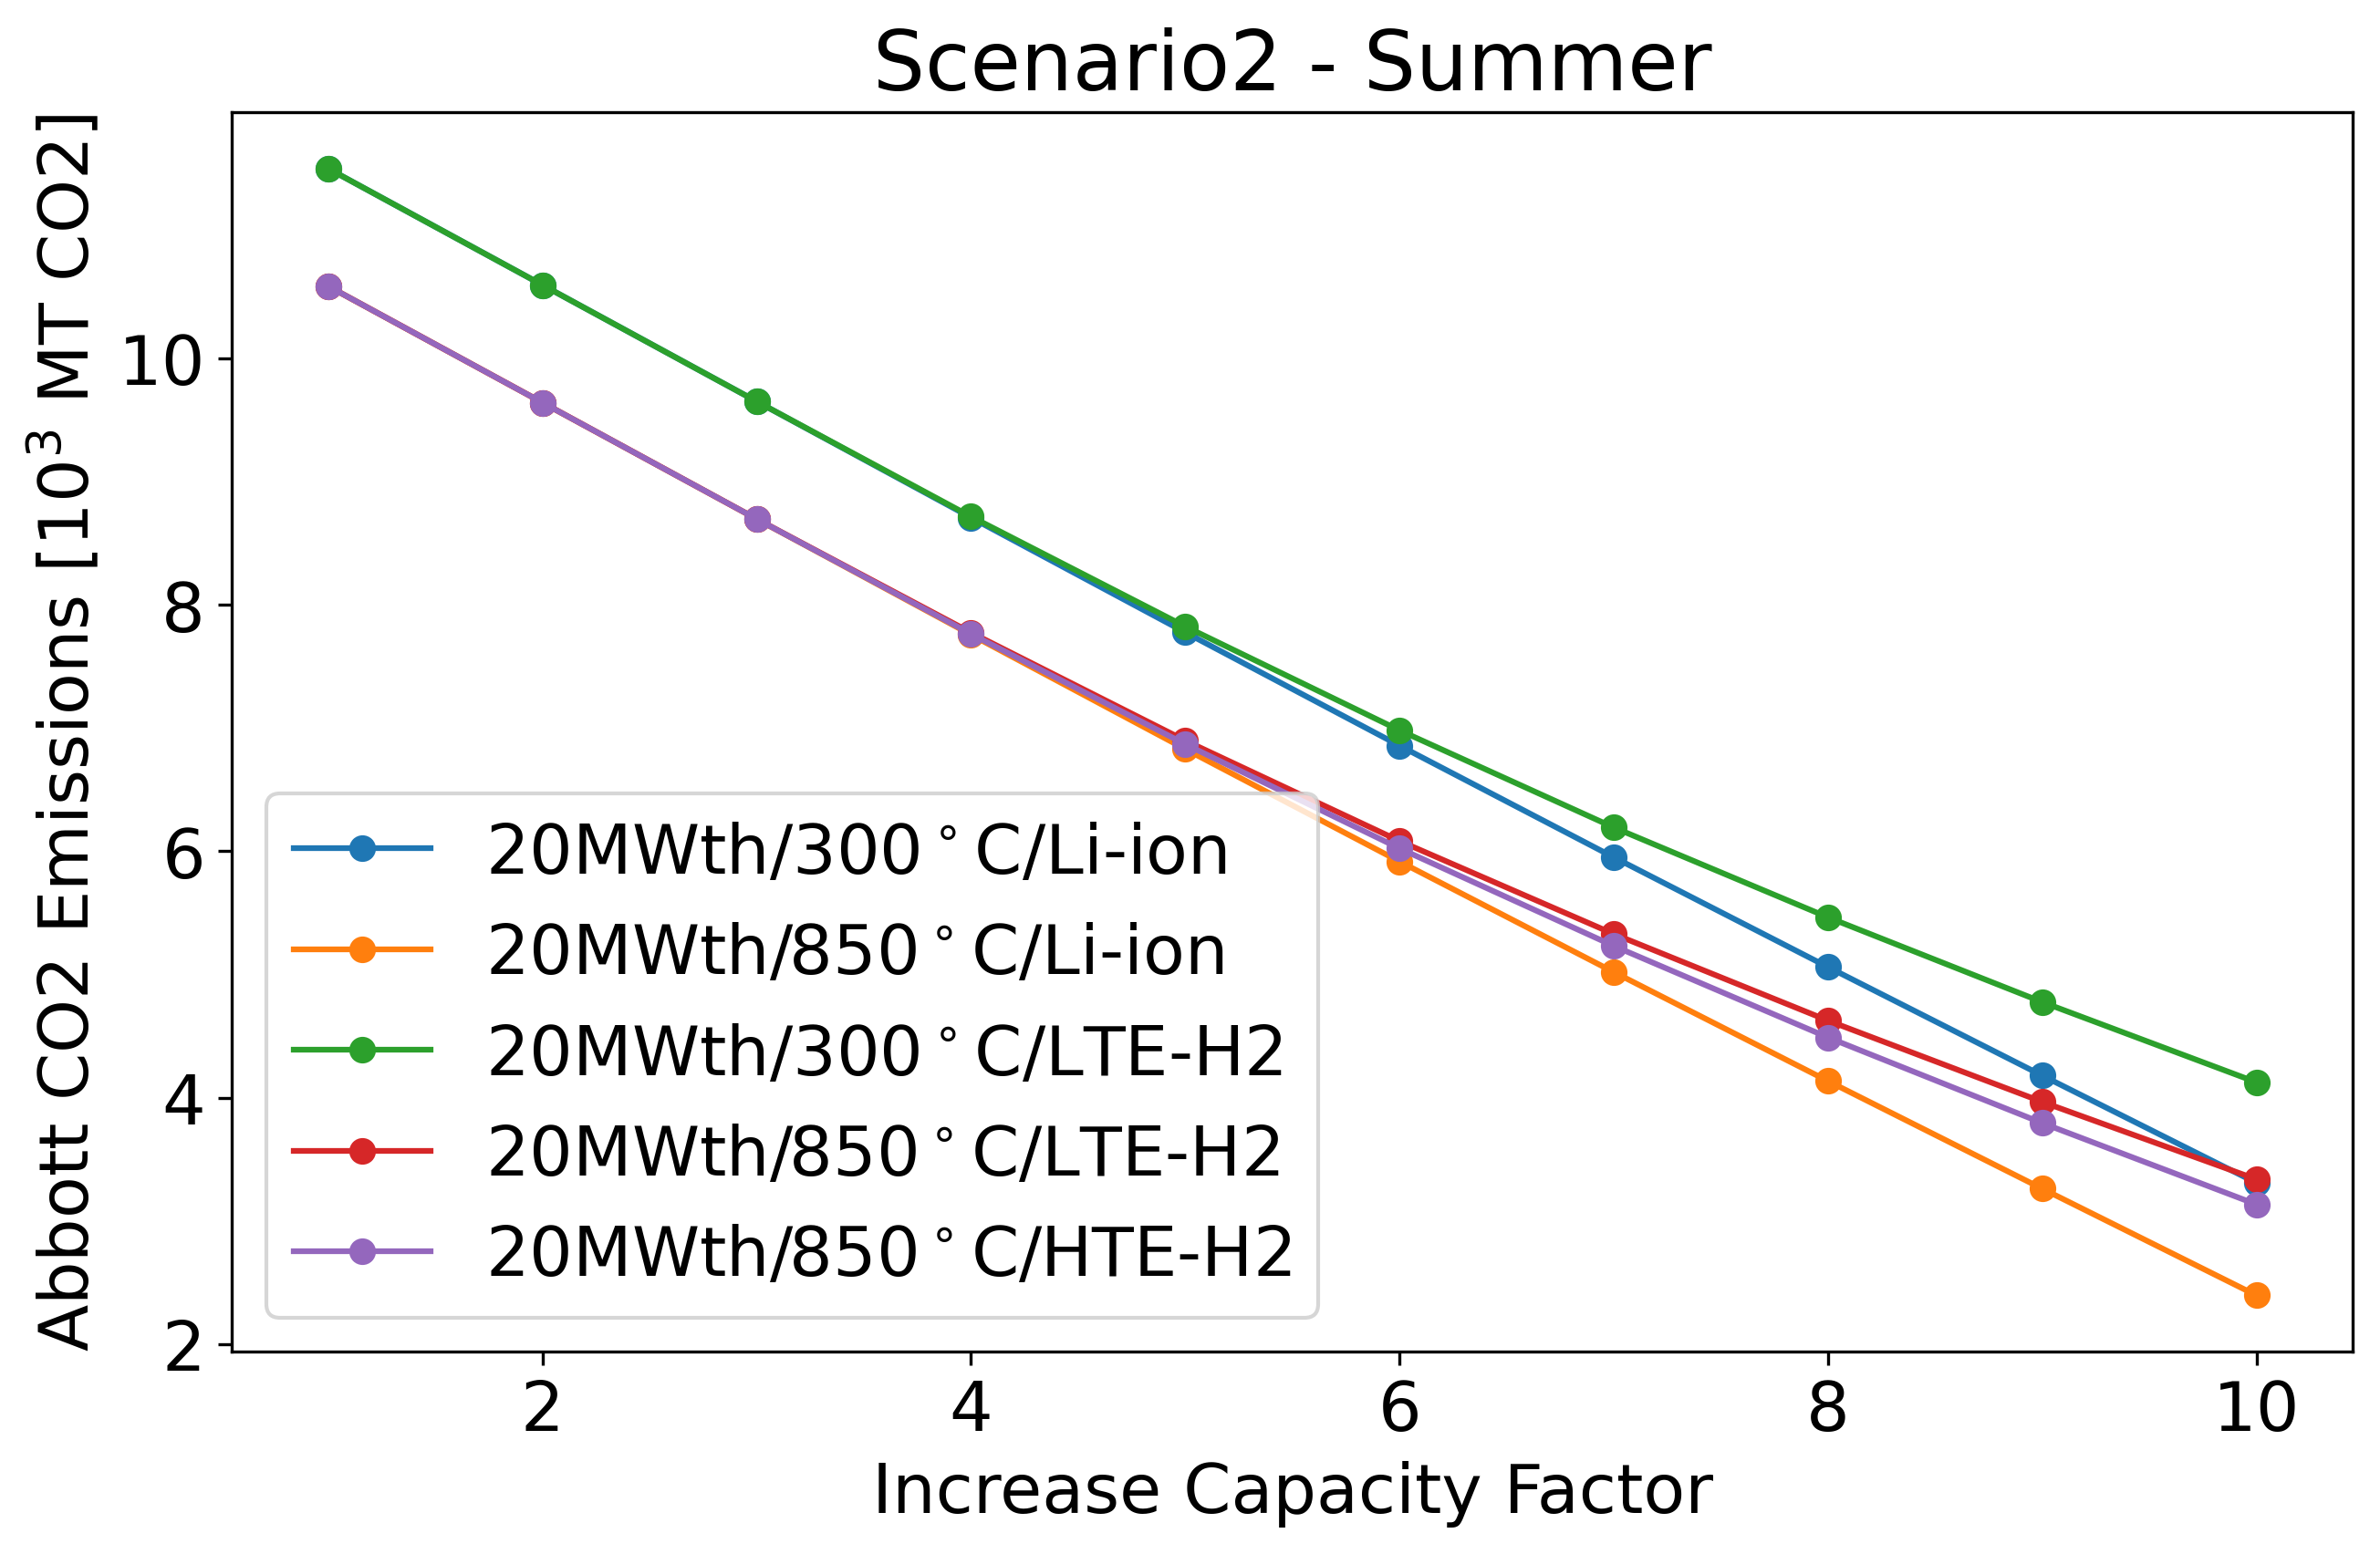 Scenario2 - Summer
Abbott CO2 Emissions [10³ MT CO2]
10
8
6
4
2
20MWth/300°C/Li-ion
20MWth/850°C/Li-ion
20MWth/300°C/LTE-H2
20MWth/850°C/LTE-H2
20MWth/850°C/HTE-H2
2 4 6 8 10
Increase Capacity Factor